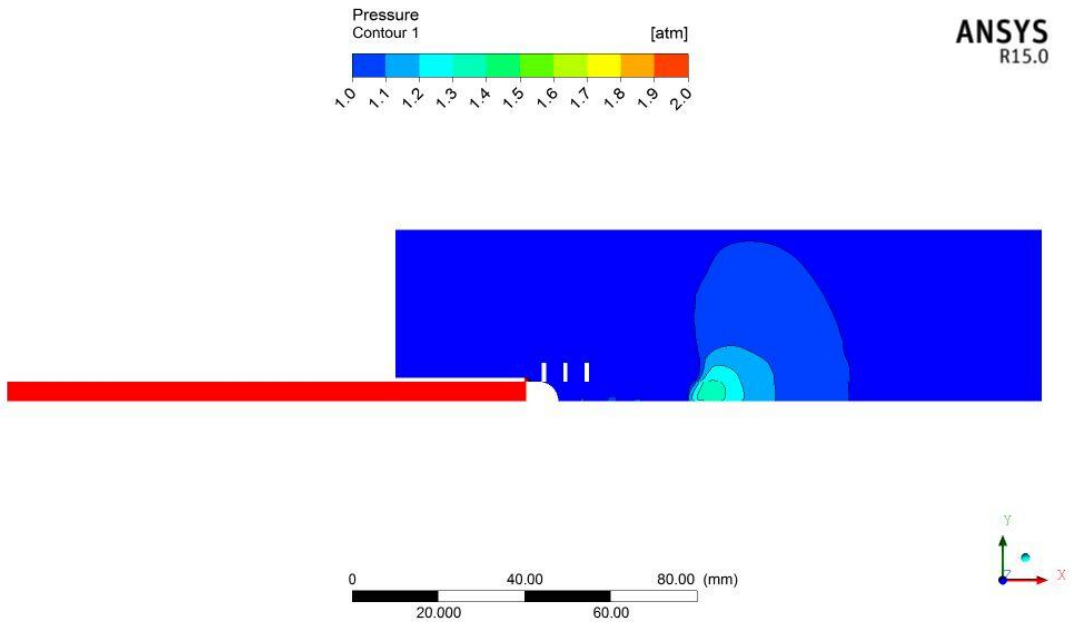 Pressure
Contour 1 [atm]
1.0 1.1 1.2 1.3 1.4 1.5 1.6 1.7 1.8 1.9 2.0
ANSYS
R15.0
Y
Z X
0 40.00 80.00 (mm)
20.000 60.00